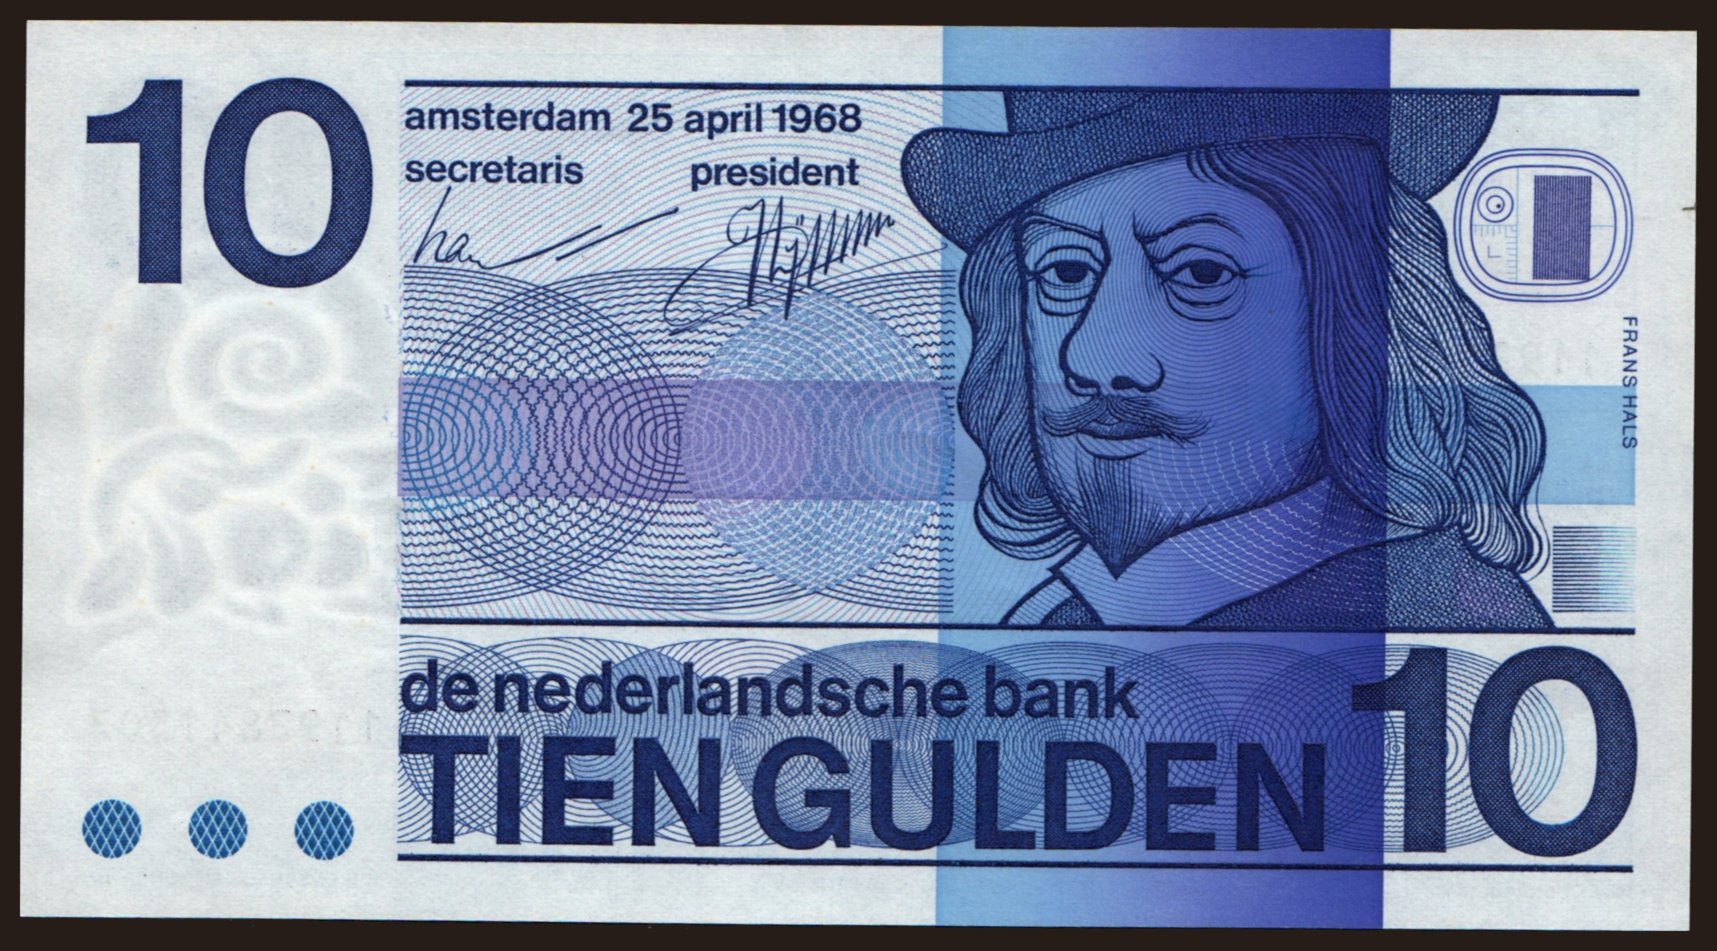 10
amsterdam 25 april 1968
secretaris president
FRANS HALS
de nederlandsche bank
TIEN GULDEN 10